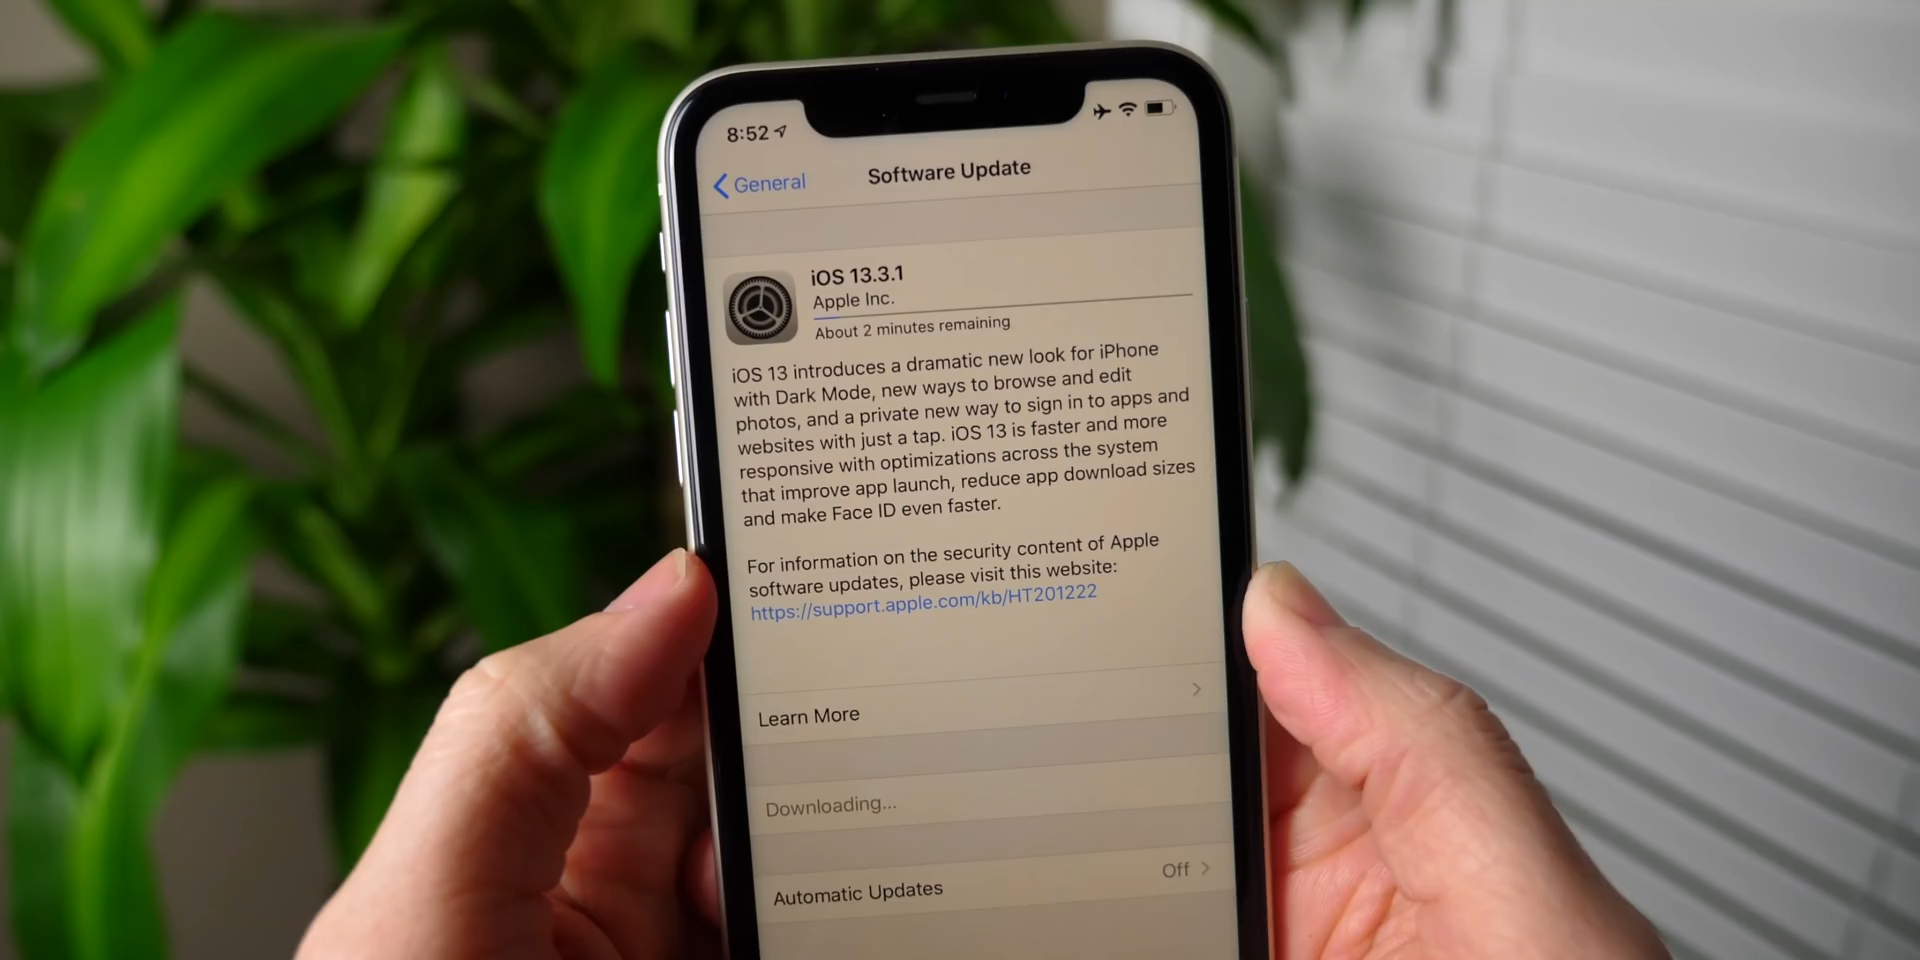 8:52
General
Software Update
iOS 13.3.1
Apple Inc.
About 2 minutes remaining
iOS 13 introduces a dramatic new look for iPhone
with Dark Mode, new ways to browse and edit
photos, and a private new way to sign in to apps and
websites with just a tap. iOS 13 is faster and more
responsive with optimizations across the system
that improve app launch, reduce app download sizes
and make Face ID even faster.
For information on the security content of Apple
software updates, please visit this website:
https://support.apple.com/kb/HT201222
Learn More
Downloading...
Automatic Updates Off